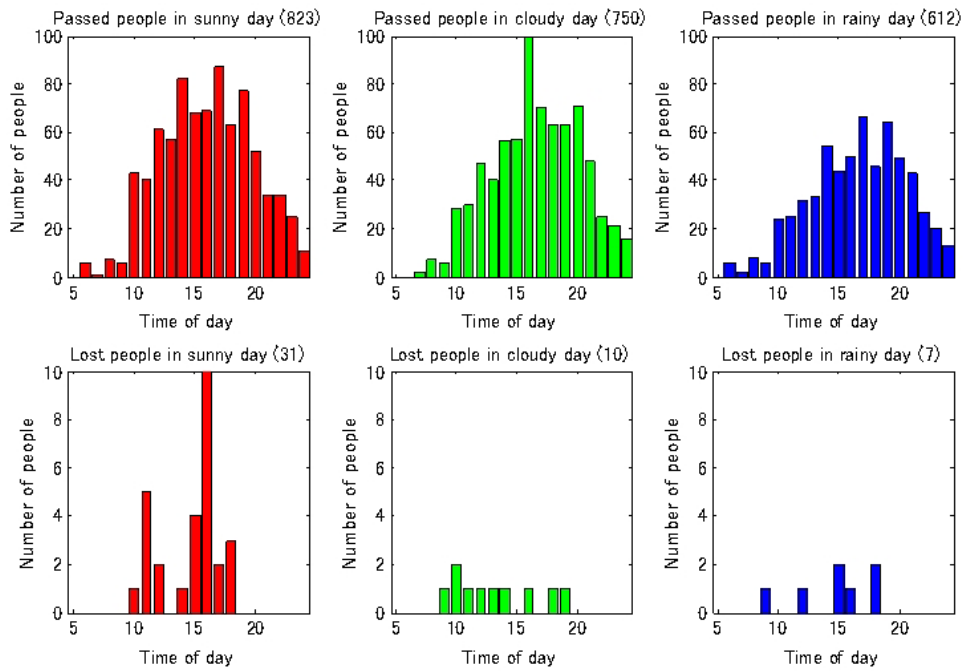 Passed people in sunny day (823)
Passed people in cloudy day (750)
Passed people in rainy day (612)
Number of people
100
80
60
40
20
0
5 10 15 20
Time of day
Number of people
100
80
60
40
20
0
5 10 15 20
Time of day
Number of people
100
80
60
40
20
0
5 10 15 20
Time of day
Lost people in sunny day (31)
Lost people in cloudy day (10)
Lost people in rainy day (7)
Number of people
10
8
6
4
2
0
5 10 15 20
Time of day
Number of people
10
8
6
4
2
0
5 10 15 20
Time of day
Number of people
10
8
6
4
2
0
5 10 15 20
Time of day